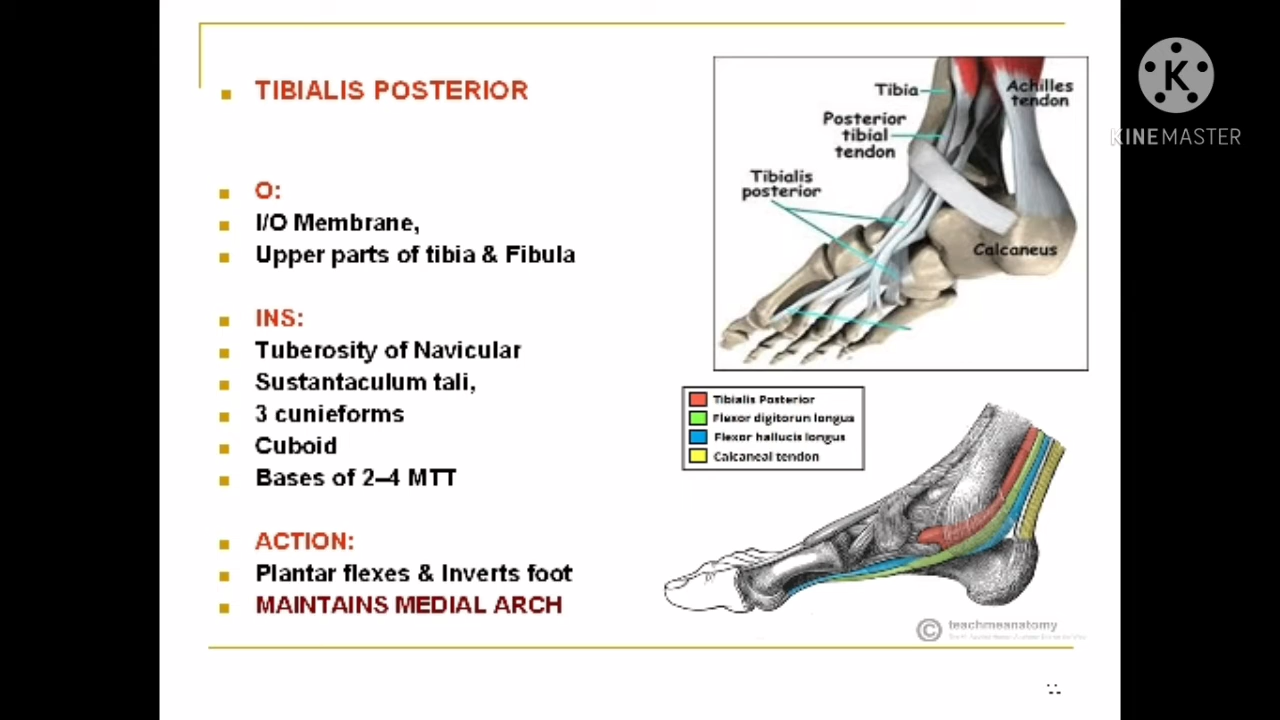 TIBIALIS POSTERIOR
O:
I/O Membrane,
Upper parts of tibia & Fibula
INS:
Tuberosity of Navicular
Sustantaculum tali,
3 cunieforms
Cuboid
Bases of 2–4 MTT
ACTION:
Plantar flexes & Inverts foot
MAINTAINS MEDIAL ARCH
Tibia
Achilles
tendon
Posterior
tibial
tendon
Tibialis
posterior
Calcaneus
Tibialis Posterior
Flexor digitorun longus
Flexor hallucis longus
Calcaneal tendon
© teachmeanatomy
K
KINEMASTER